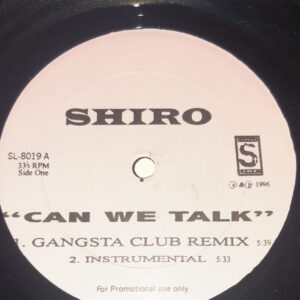 SHIRO
SL-8019 A
33⅓ RPM
Side One
S
℗ & © 1996
"CAN WE TALK"
1. GANGSTA CLUB REMIX 5:39
2. INSTRUMENTAL 5:33
For Promotional use only